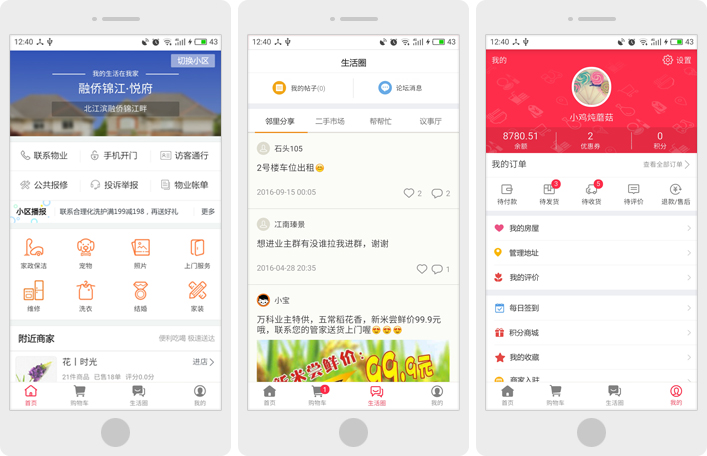 12:40
43
切换小区
我的生活在我家
融侨锦江·悦府
北江滨融侨锦江畔
联系物业
手机开门
访客通行
公共报修
投诉举报
物业账单
小区播报
联合合理化洗护满199减198，再送好礼
更多
家政保洁
宠物
照片
上门服务
维修
洗衣
结婚
家装
附近商家
便利吃喝 极速送达
花丨时光
进店
21件商品 已售18单 评分0.0分
首页
购物车
生活圈
我的
12:40
43
生活圈
我的帖子(0)
论坛消息
邻里分享
二手市场
帮帮忙
议事厅
石头105
2号楼车位出租
2016-09-15 00:05
2
2
江南瑧景
想进业主群有没谁拉我进群，谢谢
2016-04-28 20:35
1
小宝
万科业主特供，五常稻花香，新米尝鲜价99.9元
哦，联系您的管家送货上门喔
新米尝鲜价：99.9元
首页
购物车
1
生活圈
我的
12:40
43
我的
设置
小鸡炖蘑菇
8780.51
2
0
余额
优惠券
积分
我的订单
查看全部订单
3
5
待付款
待发货
待收货
待评价
退款/售后
我的房屋
管理地址
我的评价
每日签到
积分商城
我的收藏
商家入驻
首页
购物车
生活圈
我的